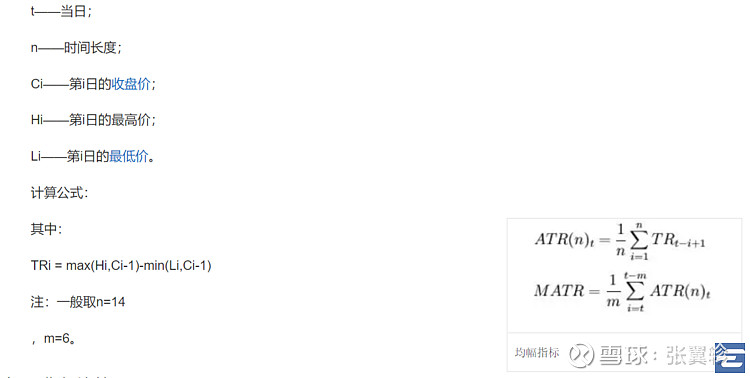 t——当日；
n——时间长度；
Ci——第i日的收盘价；
Hi——第i日的最高价；
Li——第i日的最低价。
计算公式：
其中：
TRi = max(Hi,Ci-1)-min(Li,Ci-1)
注：一般取n=14
，m=6。
ATR(n)_t = \frac{1}{n} \sum_{i=1}^{n} TR_{t-i+1}
MATR = \frac{1}{m} \sum_{i=t}^{t-m} ATR(n)_t
均幅指标
雪球：张翼轸